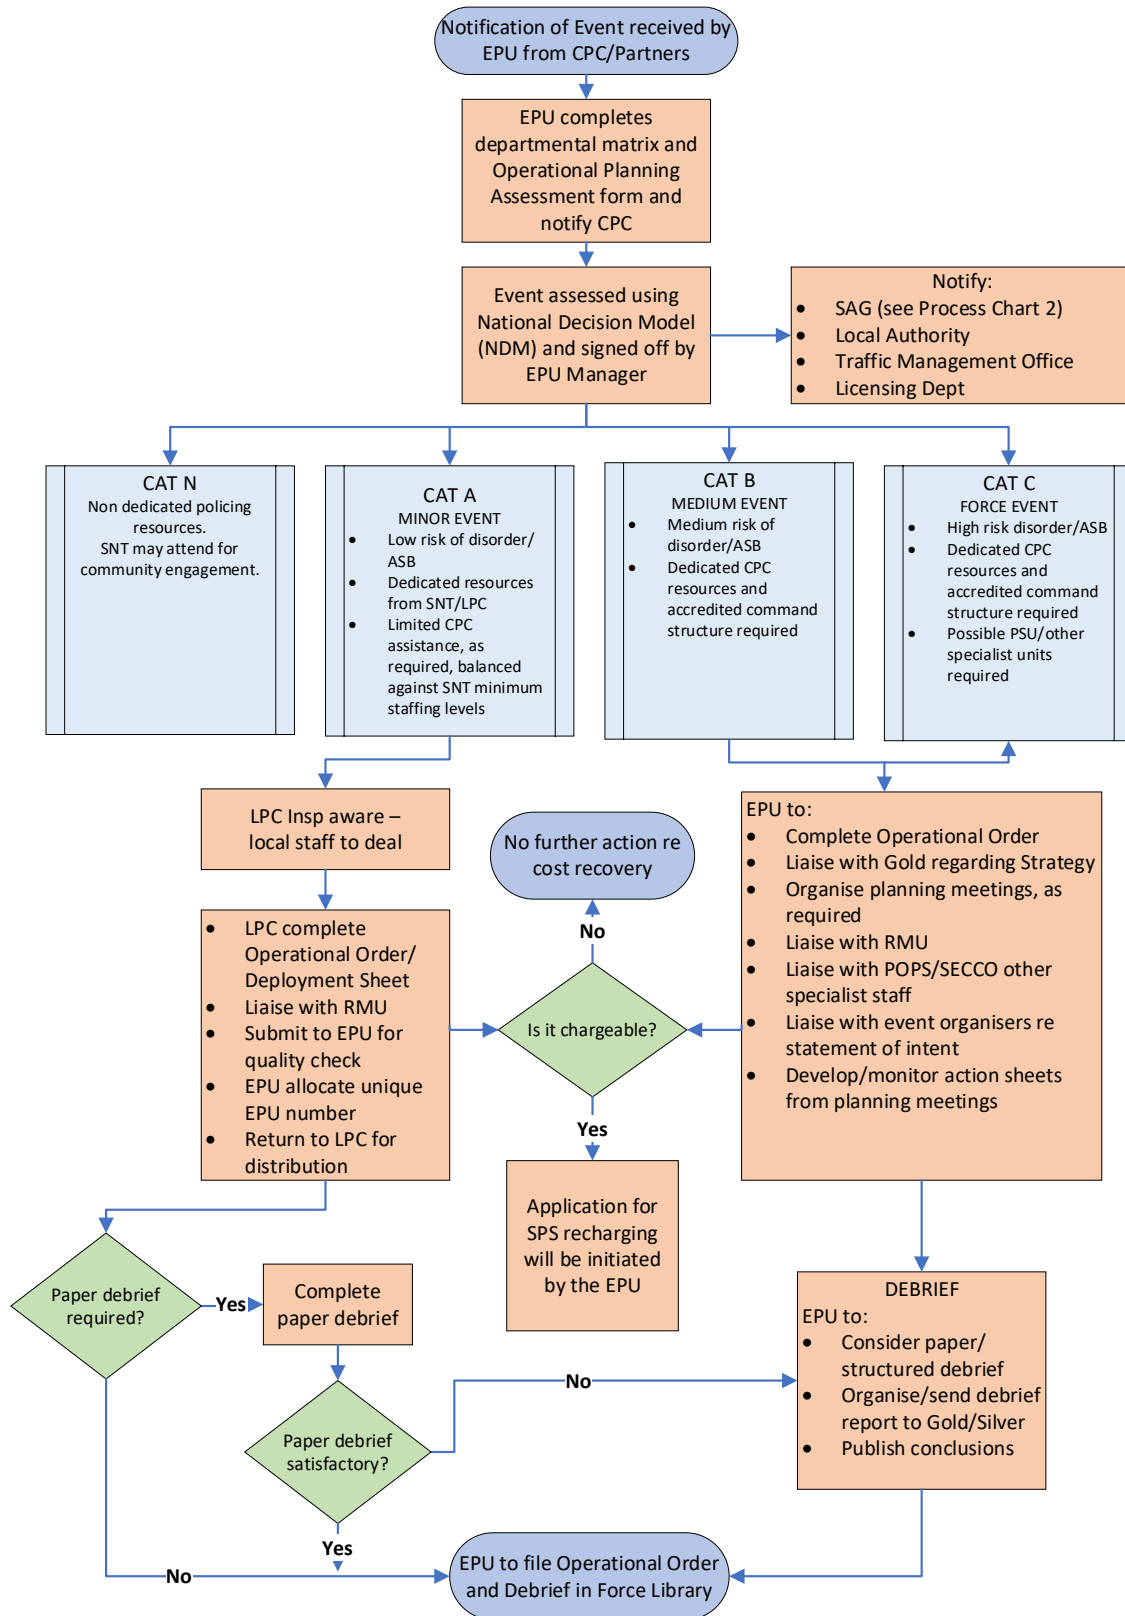 Notification of Event received by
EPU from CPC/Partners
EPU completes
departmental matrix and
Operational Planning
Assessment form and
notify CPC
Event assessed using
National Decision Model
(NDM) and signed off by
EPU Manager
Notify:
• SAG (see Process Chart 2)
• Local Authority
• Traffic Management Office
• Licensing Dept
CAT N
Non dedicated policing
resources.
SNT may attend for
community engagement.
CAT A
MINOR EVENT
• Low risk of disorder/
ASB
• Dedicated resources
from SNT/LPC
• Limited CPC
assistance, as
required, balanced
against SNT minimum
staffing levels
CAT B
MEDIUM EVENT
• Medium risk of
disorder/ASB
• Dedicated CPC
resources and
accredited command
structure required
CAT C
FORCE EVENT
• High risk disorder/ASB
• Dedicated CPC
resources and
accredited command
structure required
• Possible PSU/other
specialist units
required
LPC Insp aware –
local staff to deal
No further action re
cost recovery
EPU to:
• Complete Operational Order
• Liaise with Gold regarding Strategy
• Organise planning meetings, as
required
• Liaise with RMU
• Liaise with POPS/SECCO other
specialist staff
• Liaise with event organisers re
statement of intent
• Develop/monitor action sheets
from planning meetings
• LPC complete
Operational Order/
Deployment Sheet
• Liaise with RMU
• Submit to EPU for
quality check
• EPU allocate unique
EPU number
• Return to LPC for
distribution
No
Is it chargeable?
Yes
Application for
SPS recharging
will be initiated
by the EPU
Paper debrief
required?
Yes
Complete
paper debrief
DEBRIEF
EPU to:
• Consider paper/
structured debrief
• Organise/send debrief
report to Gold/Silver
• Publish conclusions
No
Paper debrief
satisfactory?
Yes
No
EPU to file Operational Order
and Debrief in Force Library